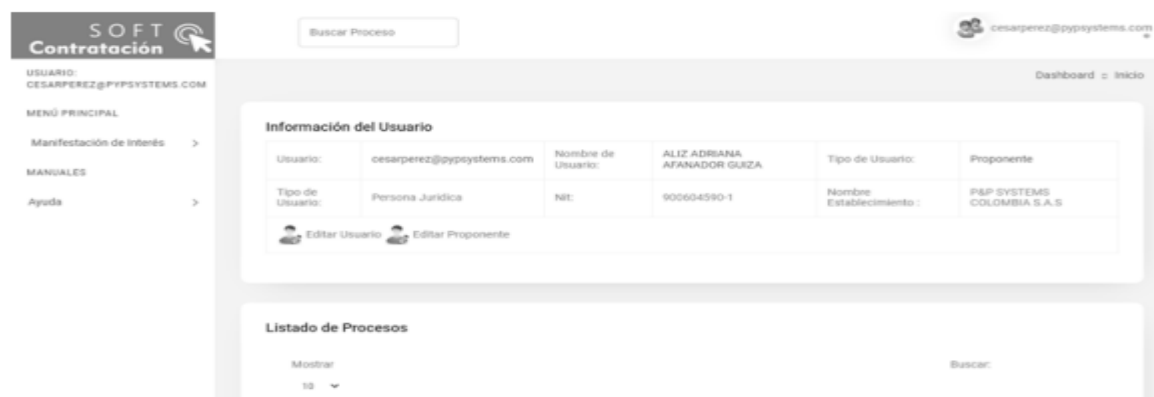 SOFT
Contratación
Buscar Proceso
cesarperez@pypsystems.com
USUARIO:
CESARPEREZ@PYPSYSTEMS.COM
Dashboard :: Inicio
MENÚ PRINCIPAL
Manifestación de Interés >
MANUALES
Ayuda >
Información del Usuario
Usuario: cesarperez@pypsystems.com Nombre de Usuario: ALIZ ADRIANA AFANADOR GUIZA Tipo de Usuario: Proponente
Tipo de Usuario: Persona Jurídica Nit: 900604590-1 Nombre Establecimiento : P&P SYSTEMS COLOMBIA S.A.S
Editar Usuario Editar Proponente
Listado de Procesos
Mostrar
10
Buscar: